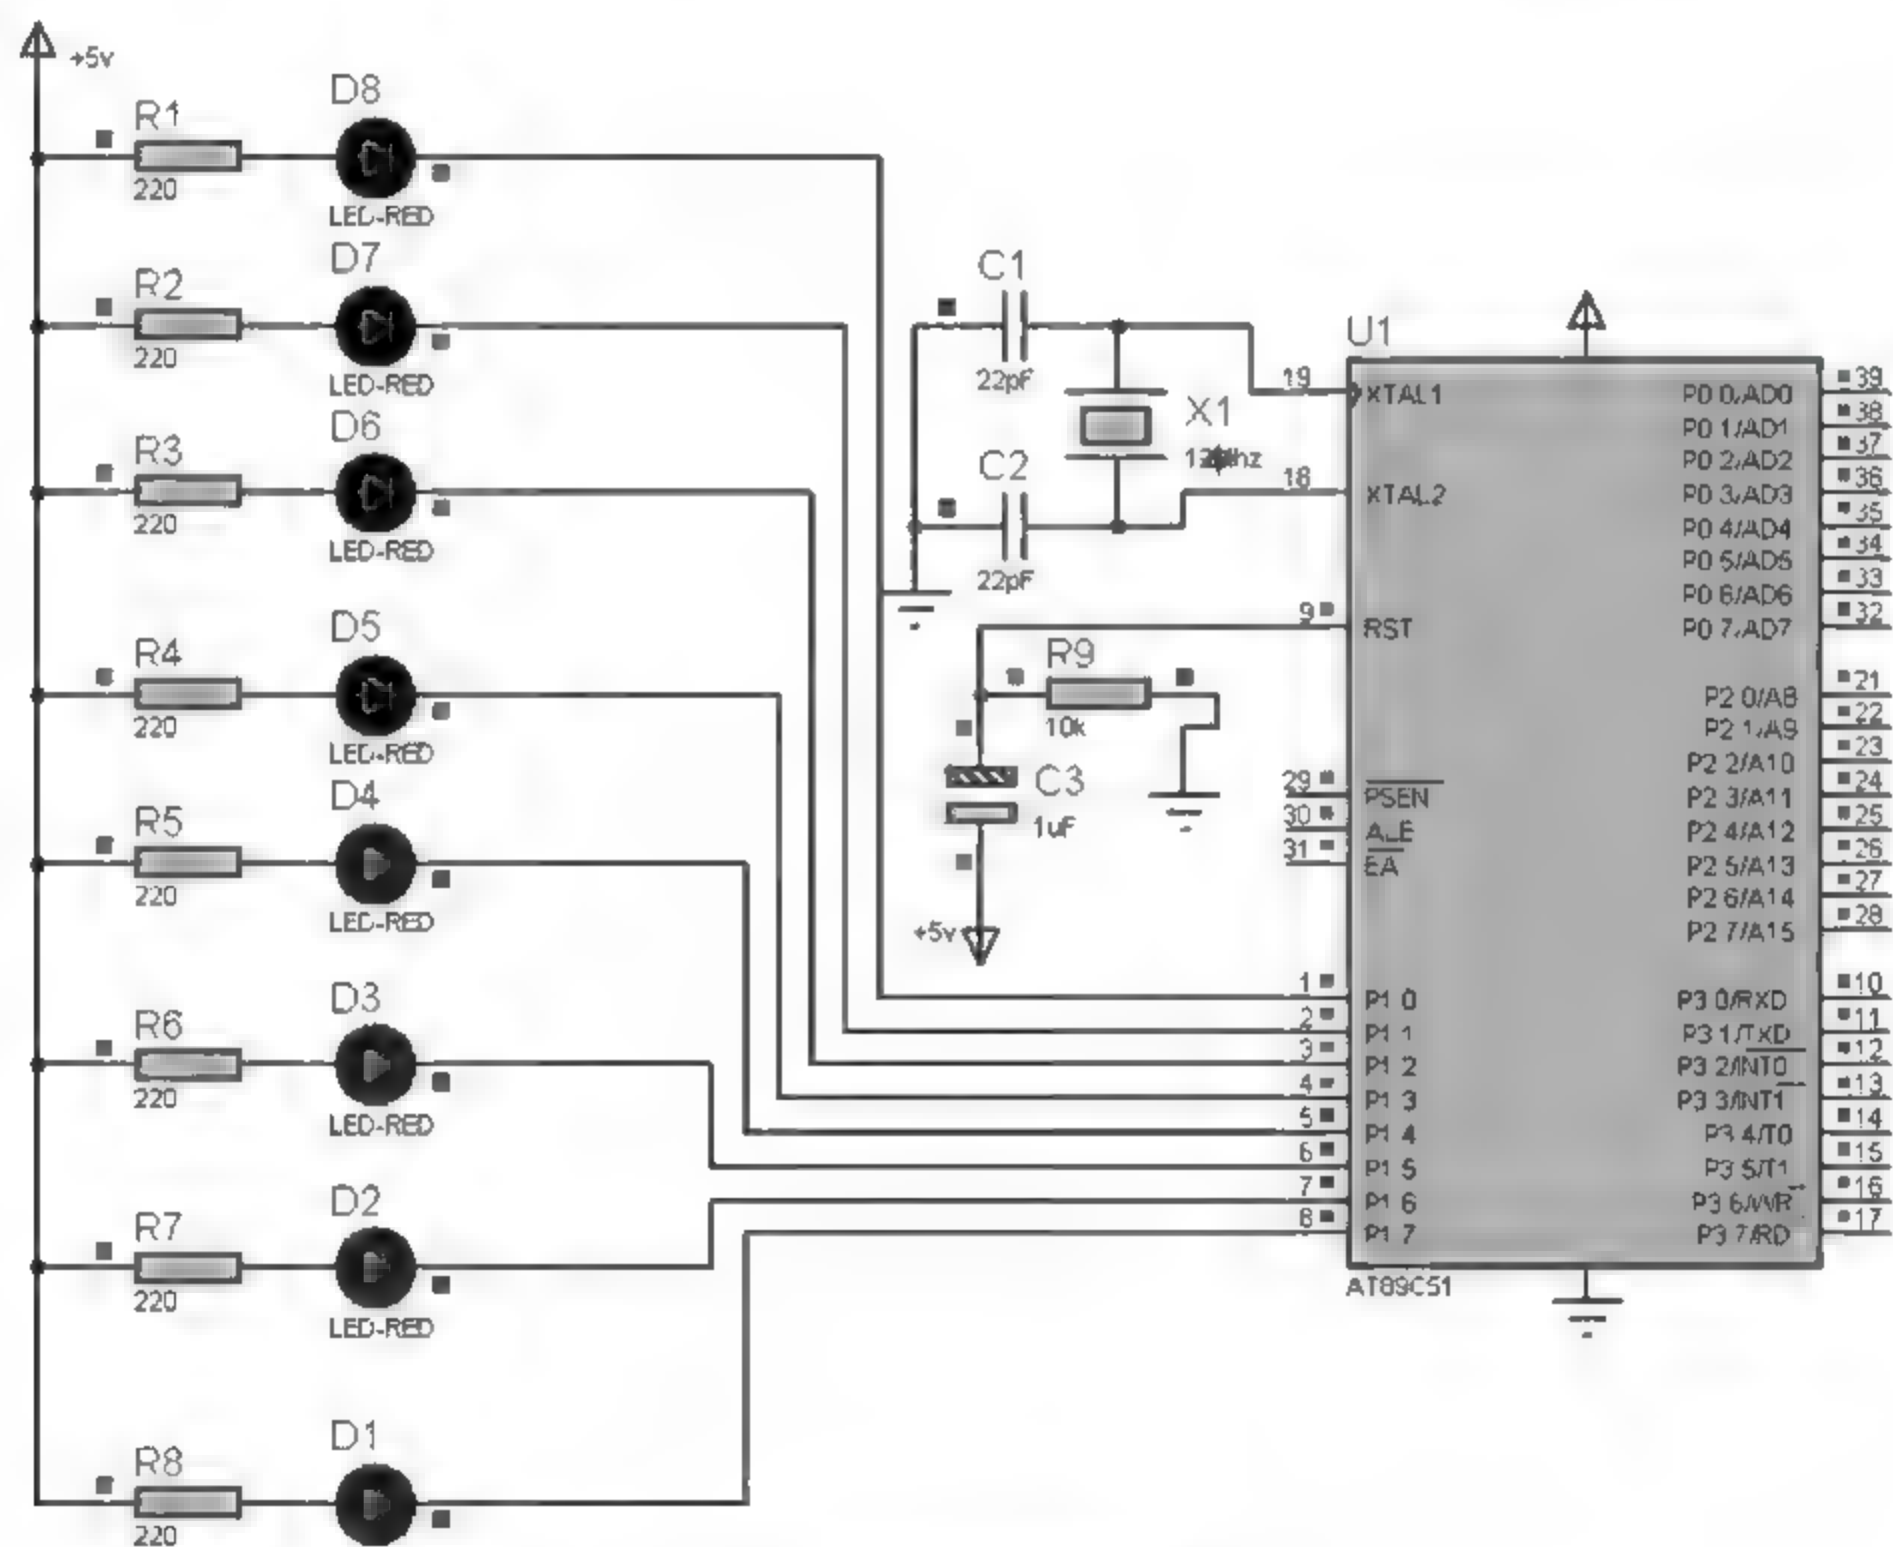 +5v
R1
220
D8
LED-RED
R2
220
D7
LED-RED
R3
220
D6
LED-RED
R4
220
D5
LED-RED
R5
220
D4
LED-RED
R6
220
D3
LED-RED
R7
220
D2
LED-RED
R8
220
D1
C1
22pF
C2
22pF
X1
R9
10k
C3
1uF
+5v
U1
19 XTAL1
18 XTAL2
9 RST
29 PSEN
30 ALE
31 EA
1 P1 0
2 P1 1
3 P1 2
4 P1 3
5 P1 4
6 P1 5
7 P1 6
8 P1 7
P0 0/AD0 39
P0 1/AD1 38
P0 2/AD2 37
P0 3/AD3 36
P0 4/AD4 35
P0 5/AD5 34
P0 6/AD6 33
P0 7/AD7 32
P2 0/A8 21
P2 1/A9 22
P2 2/A10 23
P2 3/A11 24
P2 4/A12 25
P2 5/A13 26
P2 6/A14 27
P2 7/A15 28
P3 0/RXD 10
P3 1/TXD 11
P3 2/INT0 12
P3 3/INT1 13
P3 4/T0 14
P3 5/T1 15
P3 6/WR 16
P3 7/RD 17
AT89C51